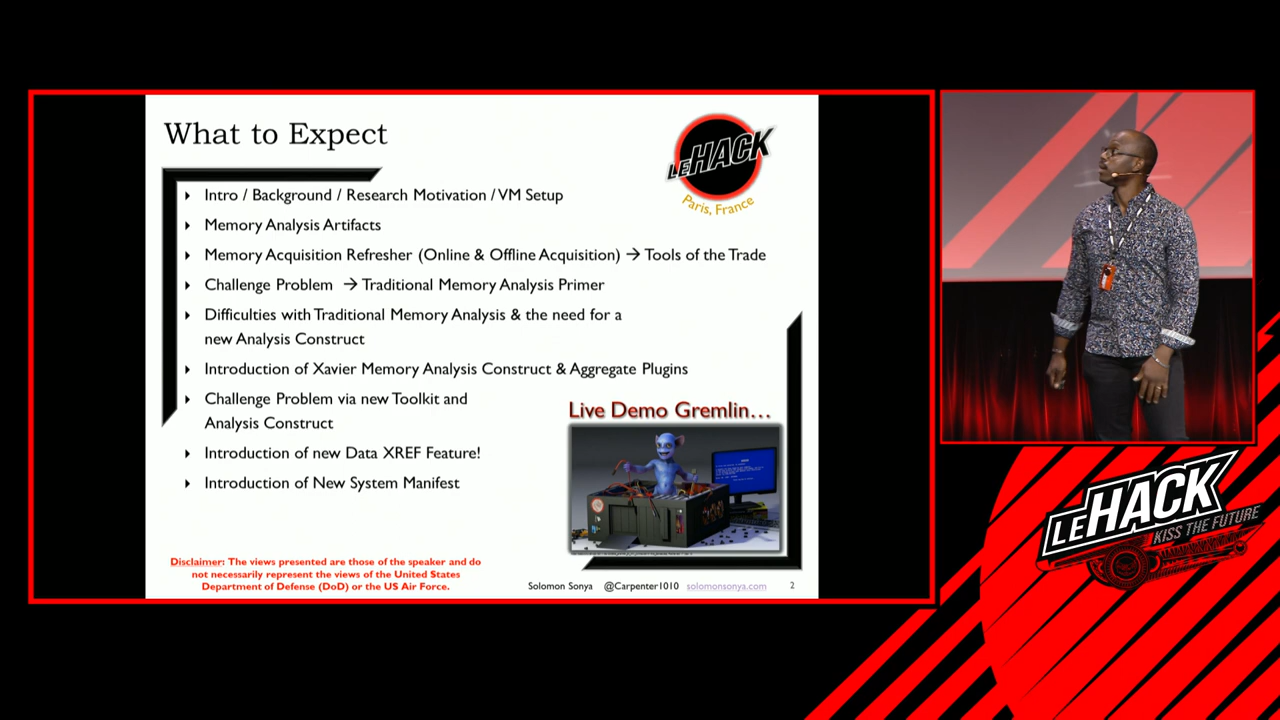 What to Expect
LEHACK
Paris, France
Intro / Background / Research Motivation / VM Setup
Memory Analysis Artifacts
Memory Acquisition Refresher (Online & Offline Acquisition) → Tools of the Trade
Challenge Problem → Traditional Memory Analysis Primer
Difficulties with Traditional Memory Analysis & the need for a
new Analysis Construct
Introduction of Xavier Memory Analysis Construct & Aggregate Plugins
Challenge Problem via new Toolkit and
Analysis Construct
Live Demo Gremlin...
Introduction of new Data XREF Feature!
Introduction of New System Manifest
Disclaimer: The views presented are those of the speaker and do
not necessarily represent the views of the United States
Department of Defense (DoD) or the US Air Force.
Solomon Sonya @Carpenter1010 solomonsonya.com 2
LEHACK
KISS THE FUTURE